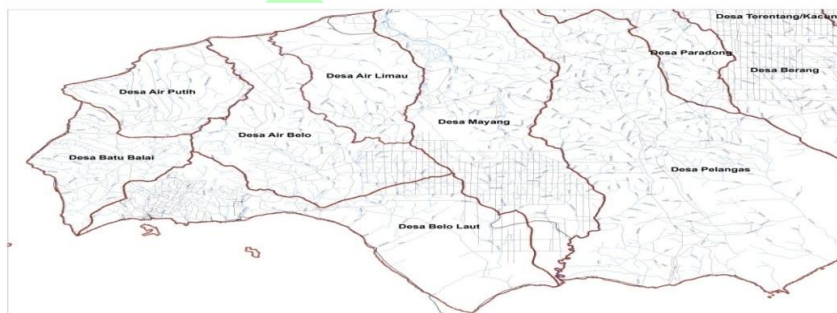 Desa Terentang/Kacun
Desa Paradong
Desa Berang
Desa Air Limau
Desa Air Putih
Desa Mayang
Desa Air Belo
Desa Batu Balai
Desa Pelangas
Desa Belo Laut